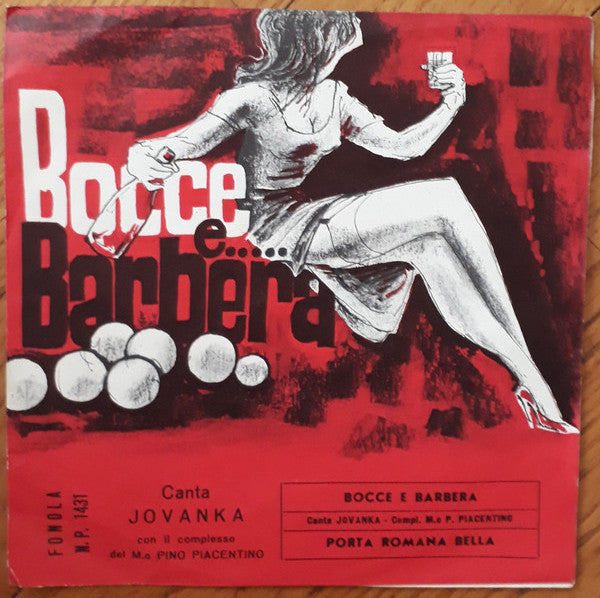 Bocce
e.....
Barbera
FONOLA
N.P. 1431
Canta
JOVANKA
con il complesso
del M.o PINO PIACENTINO
BOCCE E BARBERA
Canta JOVANKA - Compl. M.o P. PIACENTINO
PORTA ROMANA BELLA